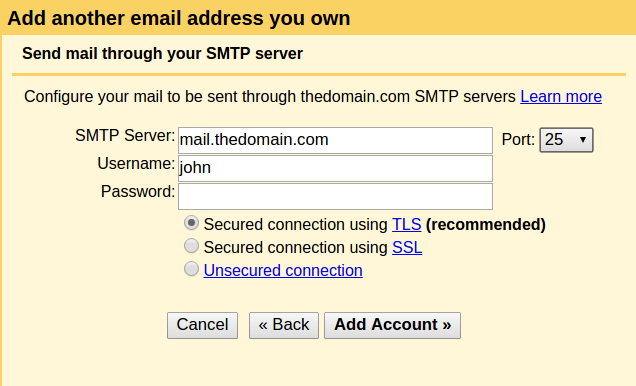 Add another email address you own
Send mail through your SMTP server
Configure your mail to be sent through thedomain.com SMTP servers Learn more
SMTP Server: mail.thedomain.com Port: 25
Username: john
Password:
Secured connection using TLS (recommended)
Secured connection using SSL
Unsecured connection
Cancel « Back Add Account »